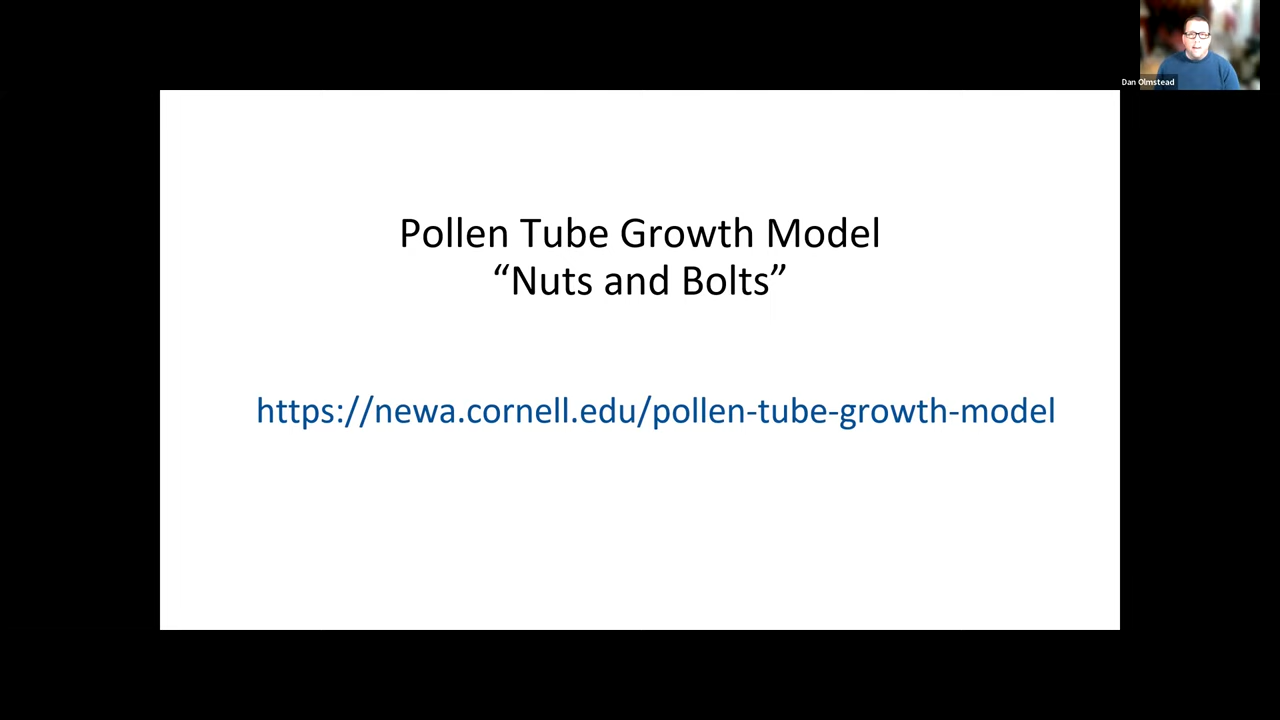 Dan Olmstead
Pollen Tube Growth Model
“Nuts and Bolts”
https://newa.cornell.edu/pollen-tube-growth-model